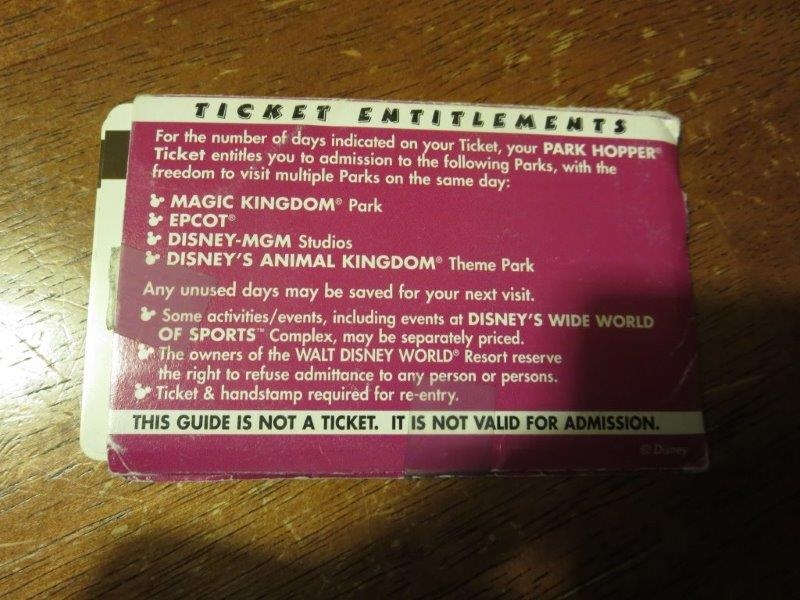 TICKET ENTITLEMENTS
For the number of days indicated on your Ticket, your PARK HOPPER®
Ticket entitles you to admission to the following Parks, with the
freedom to visit multiple Parks on the same day:
MAGIC KINGDOM® Park
EPCOT®
DISNEY-MGM Studios
DISNEY'S ANIMAL KINGDOM® Theme Park
Any unused days may be saved for your next visit.
Some activities/events, including events at DISNEY'S WIDE WORLD
OF SPORTS™ Complex, may be separately priced.
The owners of the WALT DISNEY WORLD® Resort reserve
the right to refuse admittance to any person or persons.
Ticket & handstamp required for re-entry.
THIS GUIDE IS NOT A TICKET. IT IS NOT VALID FOR ADMISSION.
© Disney